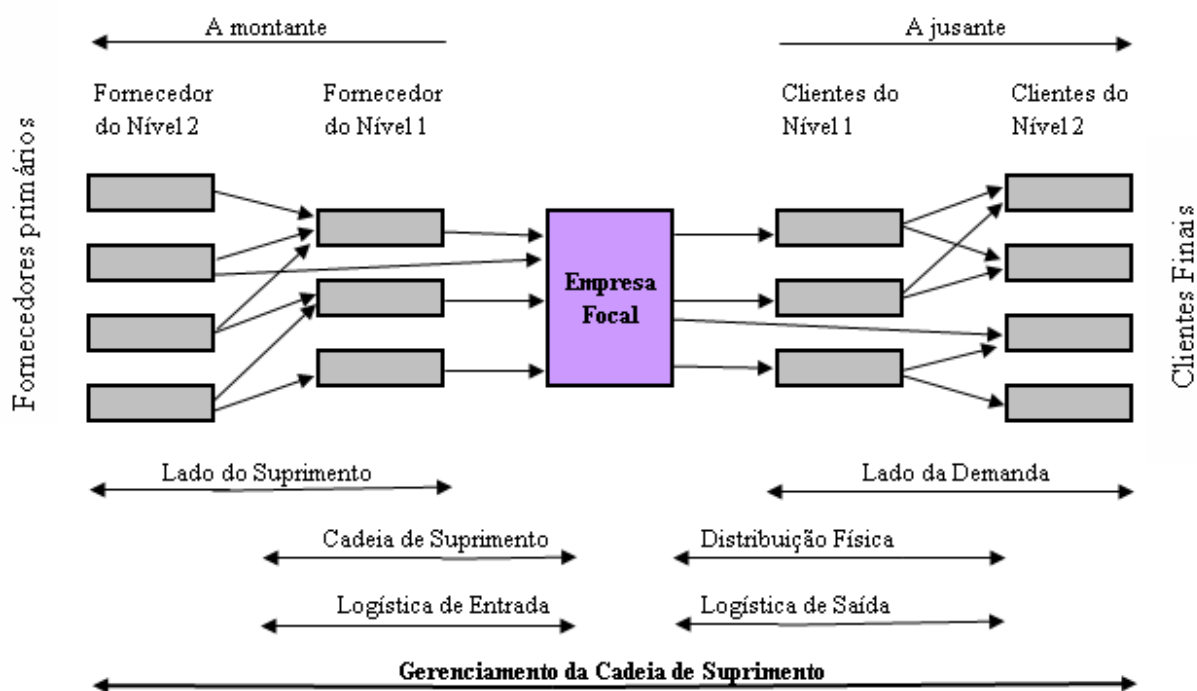 A montante
A jusante
Fornecedor
do Nível 2
Fornecedor
do Nível 1
Clientes do
Nível 1
Clientes do
Nível 2
Fornecedores primários
Empresa
Focal
Clientes Finais
Lado do Suprimento
Lado da Demanda
Cadeia de Suprimento
Distribuição Física
Logística de Entrada
Logística de Saída
Gerenciamento da Cadeia de Suprimento